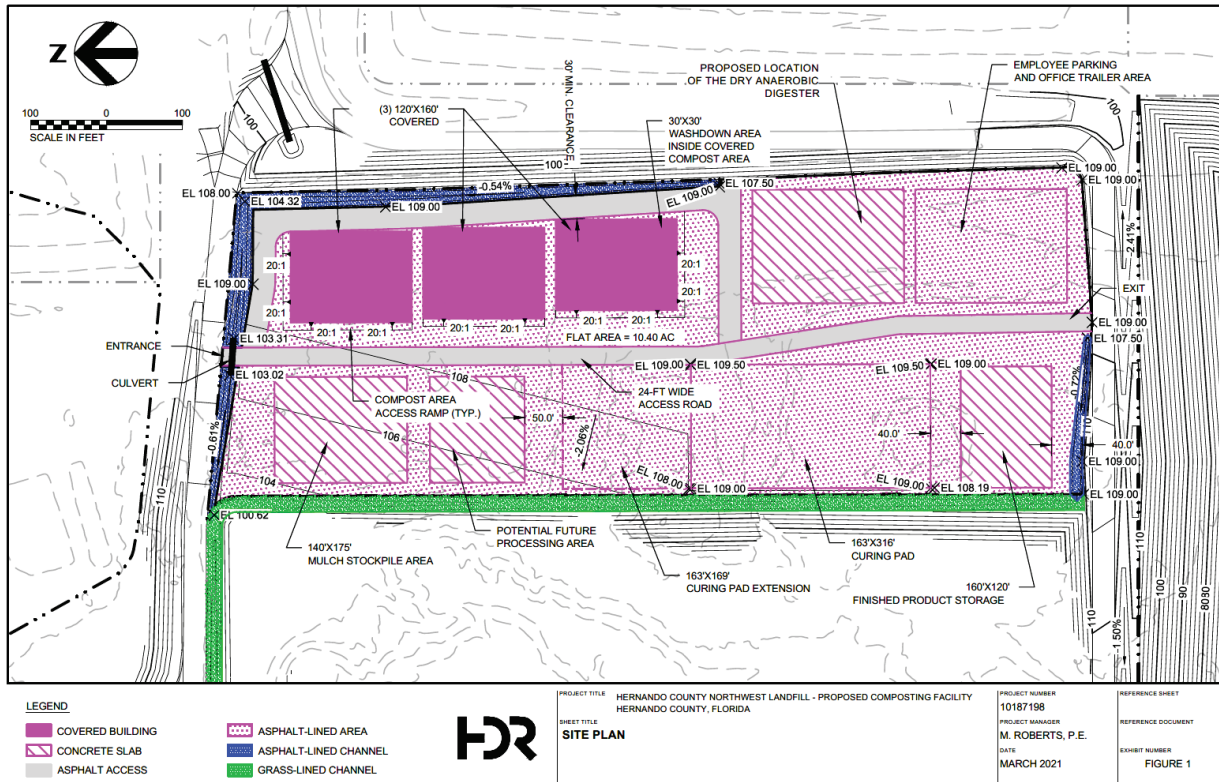 Z
100 0 100
SCALE IN FEET
100
(3) 120'X160'
COVERED
30' MIN. CLEARANCE
PROPOSED LOCATION
OF THE DRY ANAEROBIC
DIGESTER
EMPLOYEE PARKING
AND OFFICE TRAILER AREA
30'X30'
WASHDOWN AREA
INSIDE COVERED
COMPOST AREA
100
100
EL 108.00
EL 104.32
-0.54%
EL 109.00
EL 109.00
EL 107.50
EL 109.00
EL 109.00
2.41%
20:1
20:1
20:1
20:1
EL 109.00
20:1
20:1
20:1
20:1
20:1
20:1
FLAT AREA = 10.40 AC
EXIT
EL 109.00
EL 107.50
ENTRANCE
CULVERT
EL 103.31
EL 103.02
108
106
104
110
-0.61%
COMPOST AREA
ACCESS RAMP (TYP.)
24-FT WIDE
ACCESS ROAD
EL 109.00
EL 109.50
EL 109.50
EL 109.00
-0.77%
110
50.0'
-2.06%
40.0'
40.0'
EL 108.00
EL 109.00
EL 109.00
EL 108.19
EL 109.00
EL 109.00
EL 100.62
140'X175'
MULCH STOCKPILE AREA
POTENTIAL FUTURE
PROCESSING AREA
163'X169'
CURING PAD EXTENSION
163'X316'
CURING PAD
160'X120'
FINISHED PRODUCT STORAGE
110
110
-1.50%
100
90
8080
LEGEND
COVERED BUILDING
CONCRETE SLAB
ASPHALT ACCESS
ASPHALT-LINED AREA
ASPHALT-LINED CHANNEL
GRASS-LINED CHANNEL
HDR
PROJECT TITLE
HERNANDO COUNTY NORTHWEST LANDFILL - PROPOSED COMPOSTING FACILITY
HERNANDO COUNTY, FLORIDA
SHEET TITLE
SITE PLAN
PROJECT NUMBER
10187198
PROJECT MANAGER
M. ROBERTS, P.E.
DATE
MARCH 2021
REFERENCE SHEET
REFERENCE DOCUMENT
EXHIBIT NUMBER
FIGURE 1